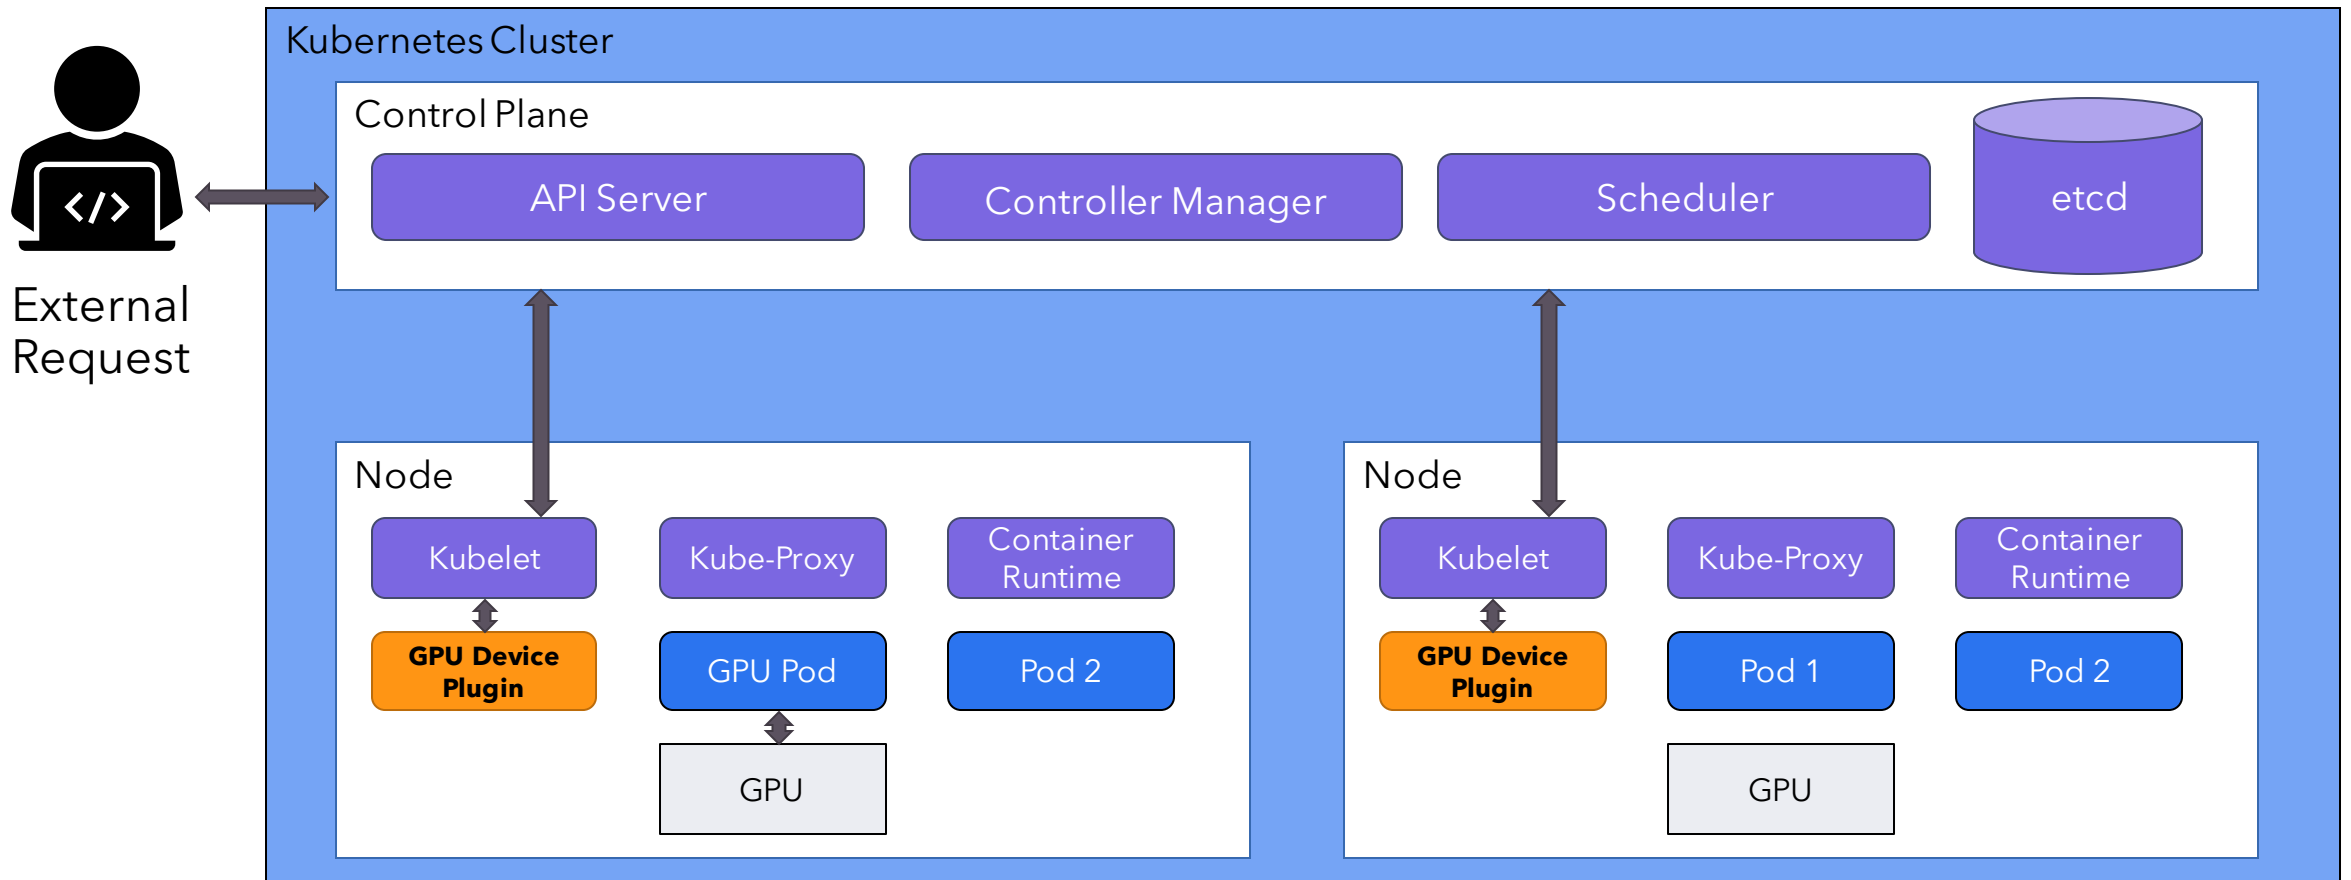 Kubernetes Cluster
Control Plane
API Server
Controller Manager
Scheduler
etcd
</>
External
Request
Node
Kubelet
Kube-Proxy
Container
Runtime
GPU Device
Plugin
GPU Pod
Pod 2
GPU
Node
Kubelet
Kube-Proxy
Container
Runtime
GPU Device
Plugin
Pod 1
Pod 2
GPU